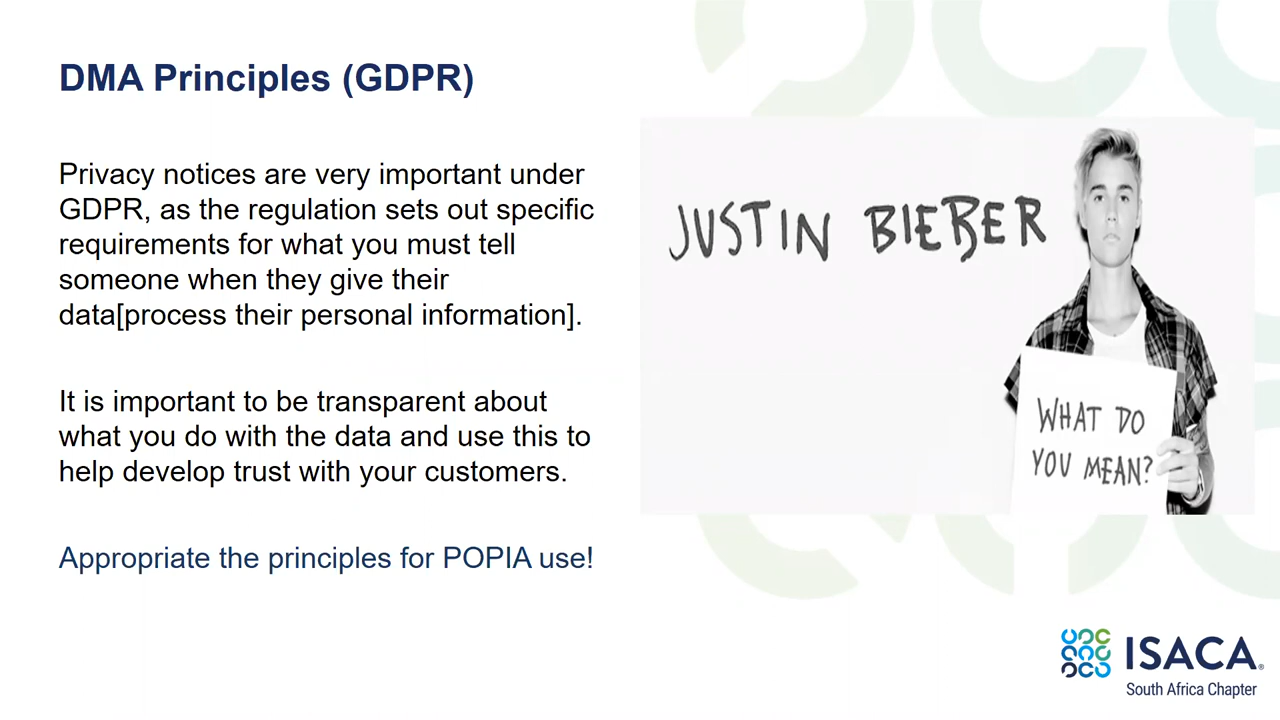 DMA Principles (GDPR)
Privacy notices are very important under
GDPR, as the regulation sets out specific
requirements for what you must tell
someone when they give their
data[process their personal information].
It is important to be transparent about
what you do with the data and use this to
help develop trust with your customers.
Appropriate the principles for POPIA use!
JUSTIN BIEBER
WHAT DO
YOU MEAN?
ISACA®
South Africa Chapter